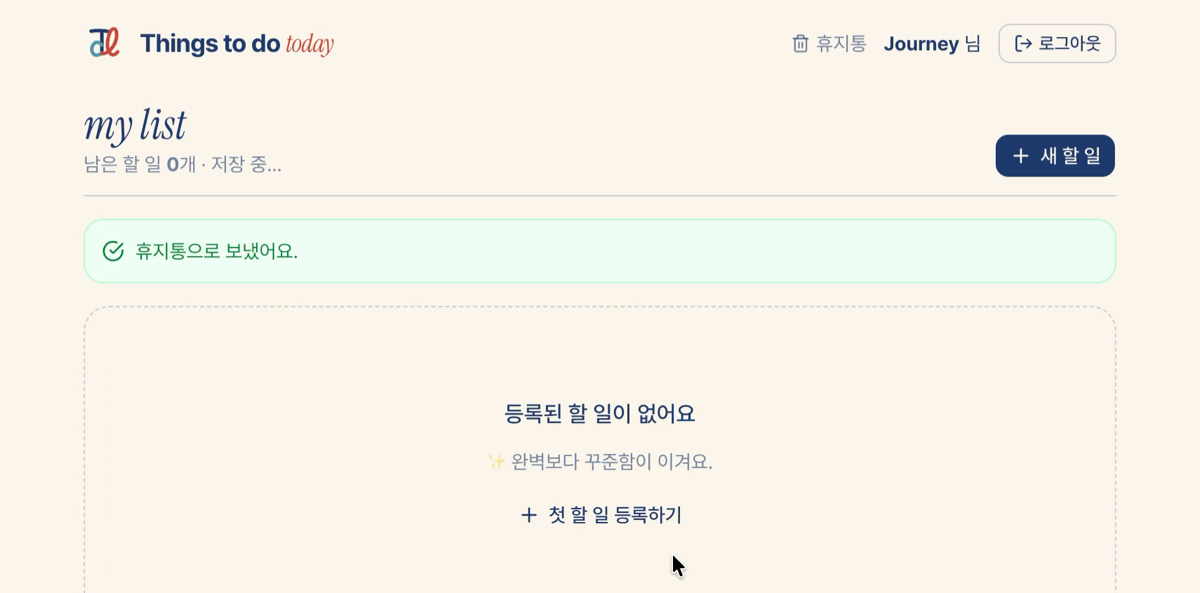 Things to do today
휴지통 Journey 님 로그아웃
my list
남은 할 일 0개 · 저장 중...
+ 새 할 일
휴지통으로 보냈어요.
등록된 할 일이 없어요
✨ 완벽보다 꾸준함이 이겨요.
+ 첫 할 일 등록하기